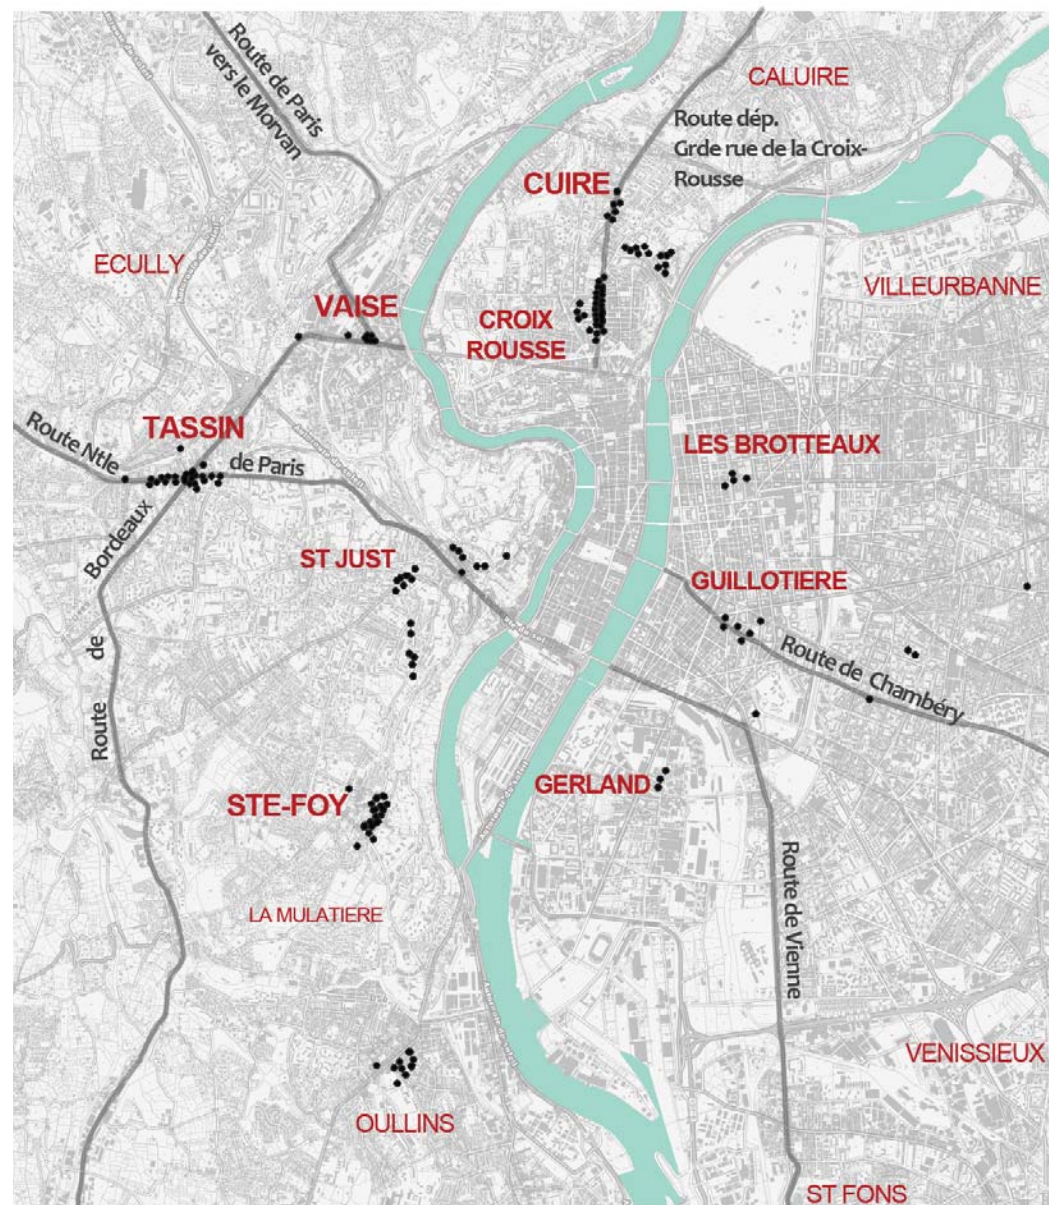 Route de Paris
vers le Morvan
CALUIRE
Route dép.
Grde rue de la Croix-
Rousse
CUIRE
ECULLY
VILLEURBANNE
VAISE
CROIX
ROUSSE
TASSIN
Route Ntle
de Paris
LES BROTTEAUX
Bordeaux
de
Route
ST JUST
GUILLOTIERE
Route de Chambéry
GERLAND
STE-FOY
LA MULATIERE
Route de Vienne
VENISSIEUX
OULLINS
ST FONS